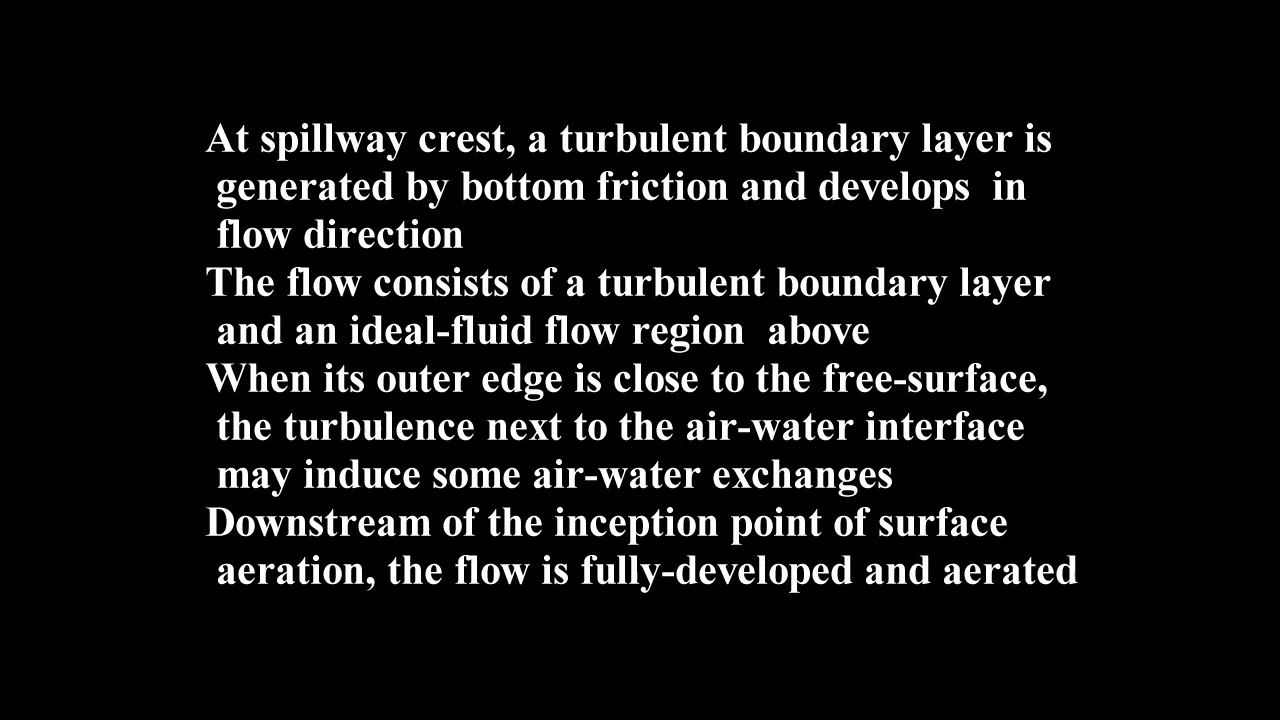 At spillway crest, a turbulent boundary layer is
generated by bottom friction and develops in
flow direction
The flow consists of a turbulent boundary layer
and an ideal-fluid flow region above
When its outer edge is close to the free-surface,
the turbulence next to the air-water interface
may induce some air-water exchanges
Downstream of the inception point of surface
aeration, the flow is fully-developed and aerated